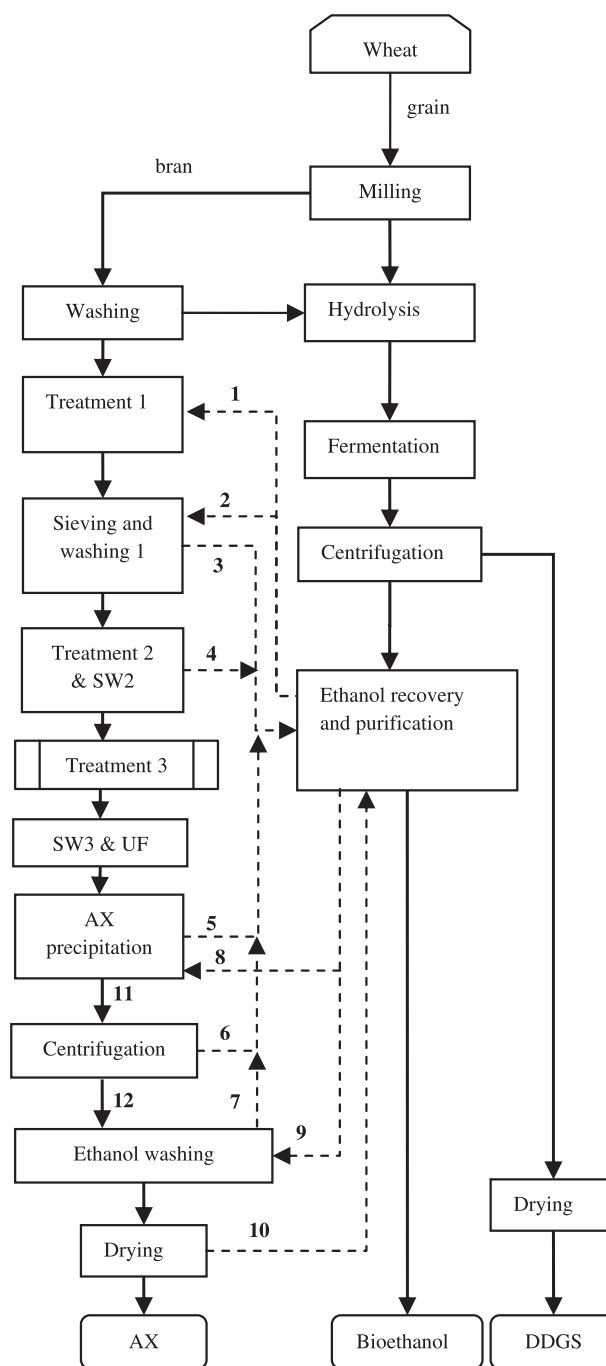 Wheat
grain
bran
Milling
Washing
Hydrolysis
Treatment 1
1
Fermentation
Sieving and
washing 1
2
3
Centrifugation
Treatment 2
& SW2
4
Ethanol recovery
and purification
Treatment 3
SW3 & UF
AX
precipitation
5
8
11
Centrifugation
6
12
7
9
Ethanol washing
Drying
Drying
10
AX
Bioethanol
DDGS